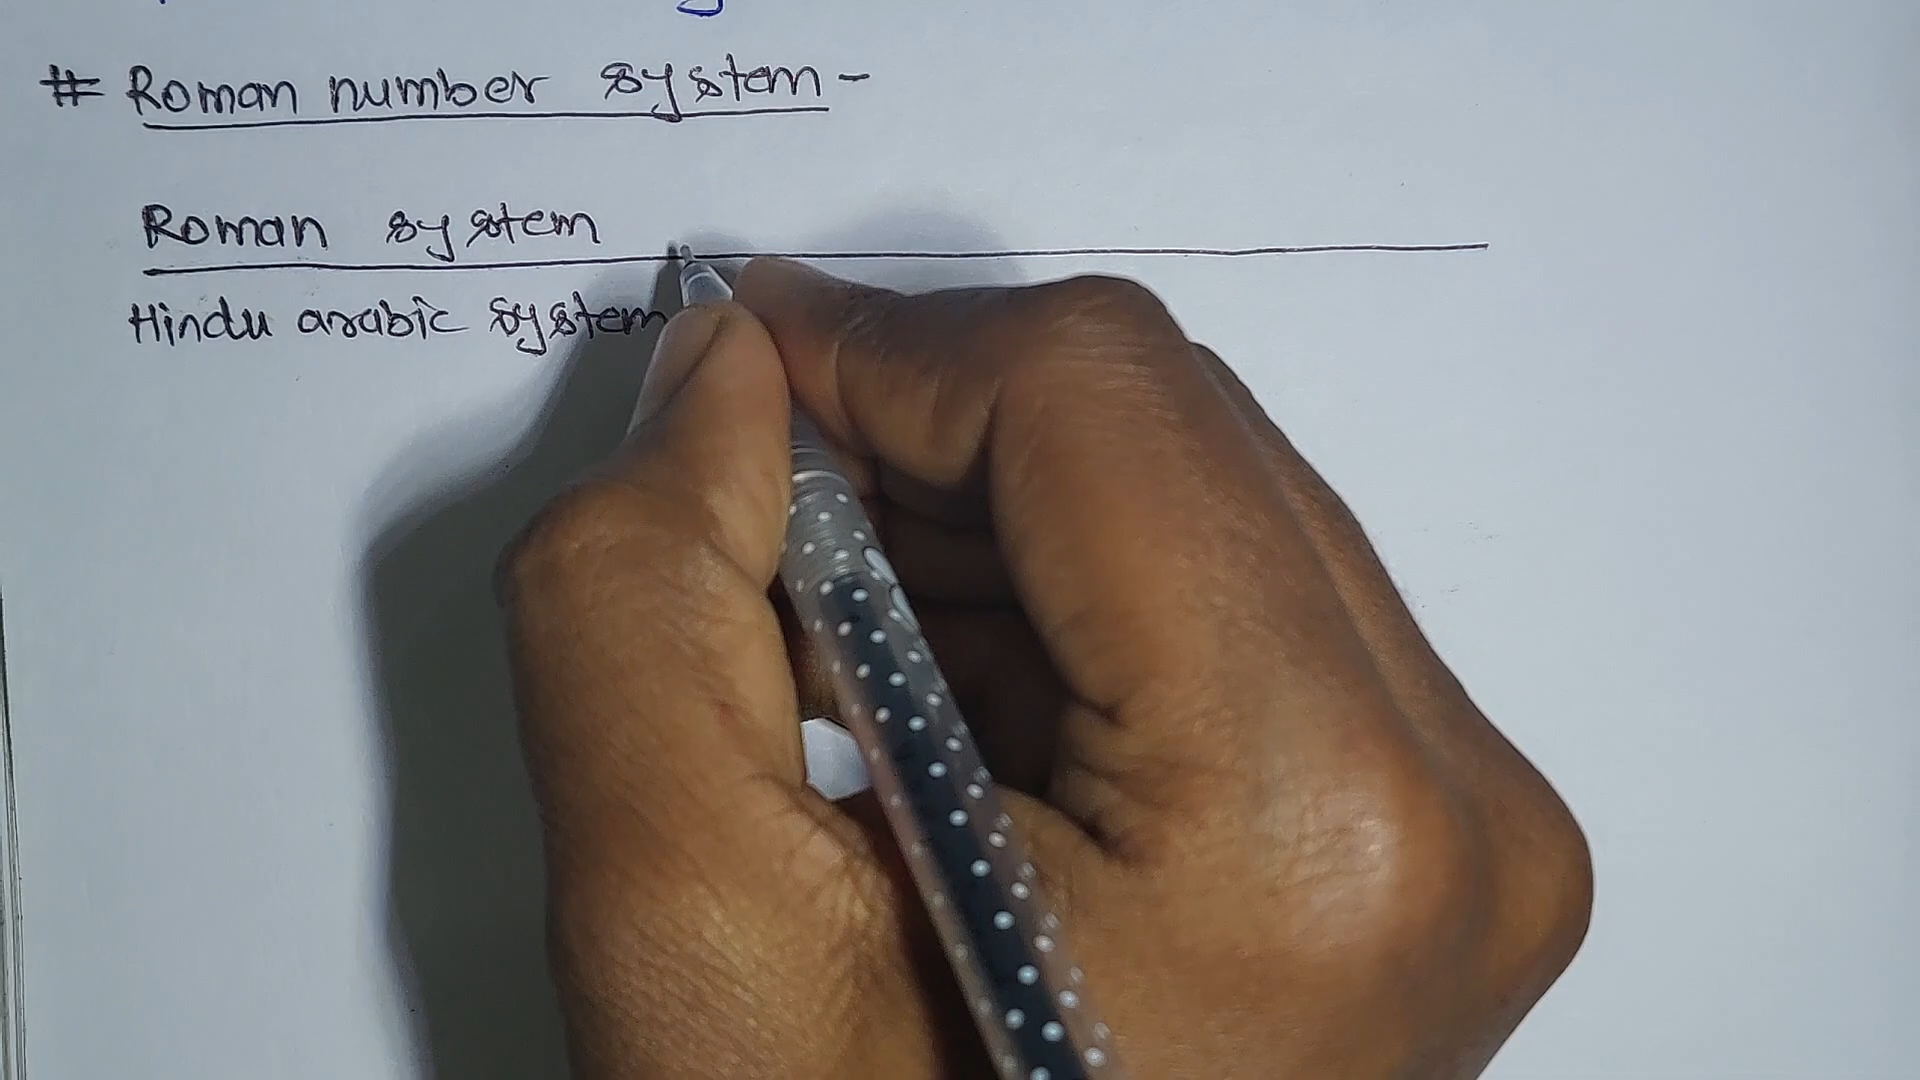 # Roman number system -
Roman system
Hindu arabic system